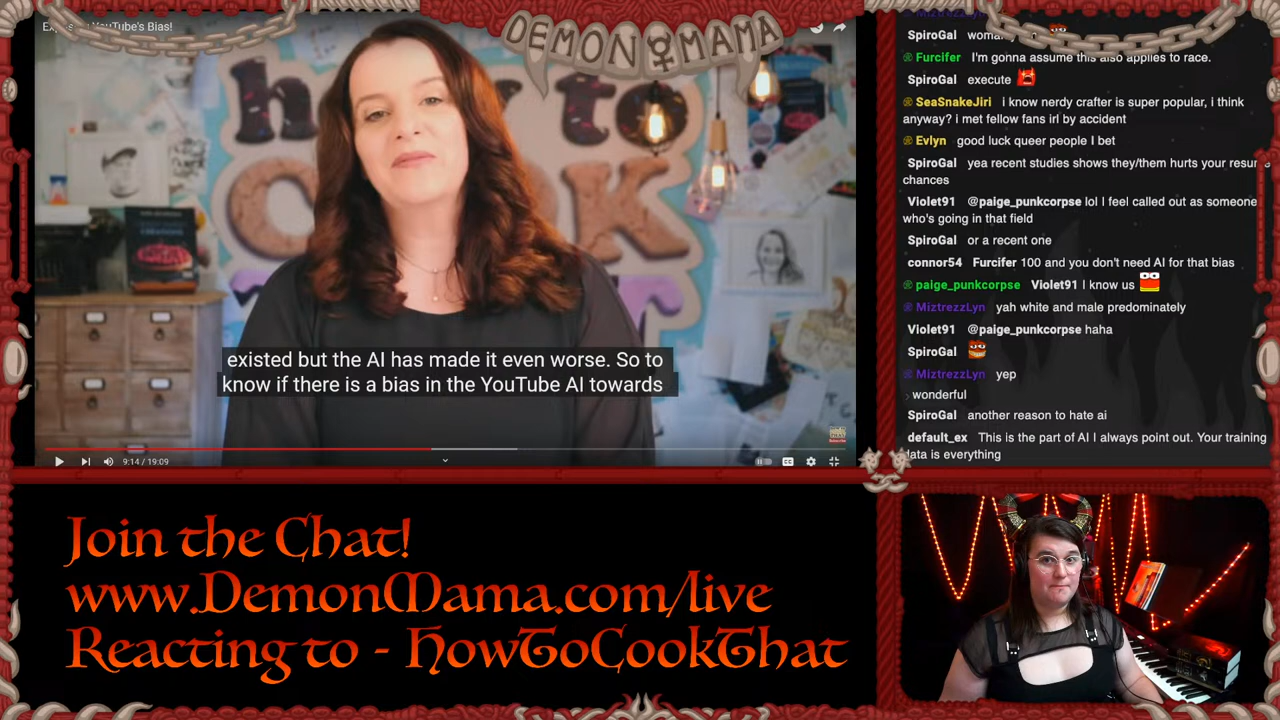 YouTube's Bias!
DEMON MAMA
how to
COOK
existed but the AI has made it even worse. So to
know if there is a bias in the YouTube AI towards
9:14 / 19:09
MiztrezzLyn
SpiroGal
Furcifer I'm gonna assume this also applies to race.
SpiroGal execute
SeaSnakeJiri i know nerdy crafter is super popular, i think
anyway? i met fellow fans irl by accident
Evlyn good luck queer people I bet
SpiroGal yea recent studies shows they/them hurts your
chances
Violet91 @paige_punkcorpse lol I feel called out as someone
who's going in that field
SpiroGal or a recent one
connor54 Furcifer 100 and you don't need AI for that bias
paige_punkcorpse Violet91 I know us
MiztrezzLyn yah white and male predominately
Violet91 @paige_punkcorpse haha
SpiroGal
MiztrezzLyn yep
wonderful
SpiroGal another reason to hate ai
default_ex This is the part of AI I always point out. Your training
data is everything
Join the Chat!
www.DemonMama.com/live
Reacting to - HowToCookThat